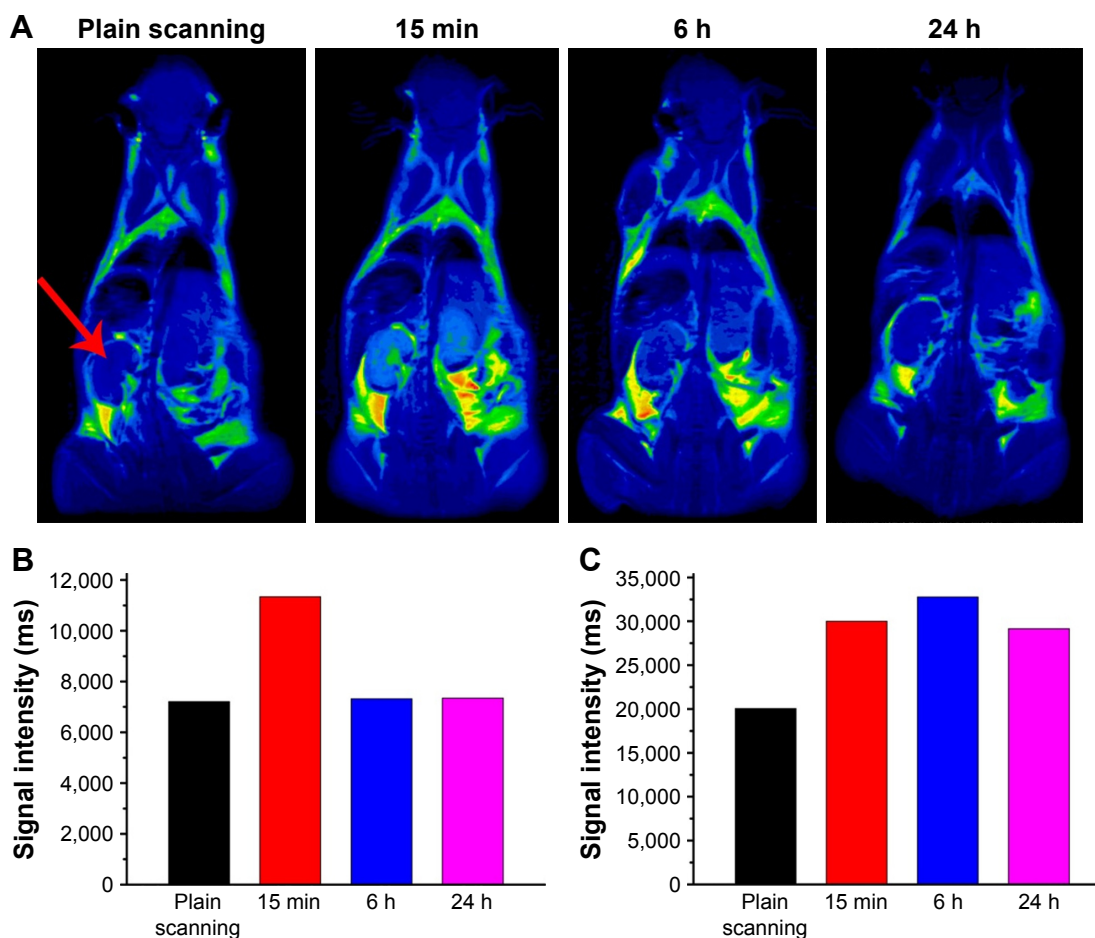 A
Plain scanning
15 min
6 h
24 h
B
Signal intensity (ms)
12,000
10,000
8,000
6,000
4,000
2,000
0
Plain
scanning
15 min
6 h
24 h
C
Signal intensity (ms)
35,000
30,000
25,000
20,000
15,000
10,000
5,000
0
Plain
scanning
15 min
6 h
24 h